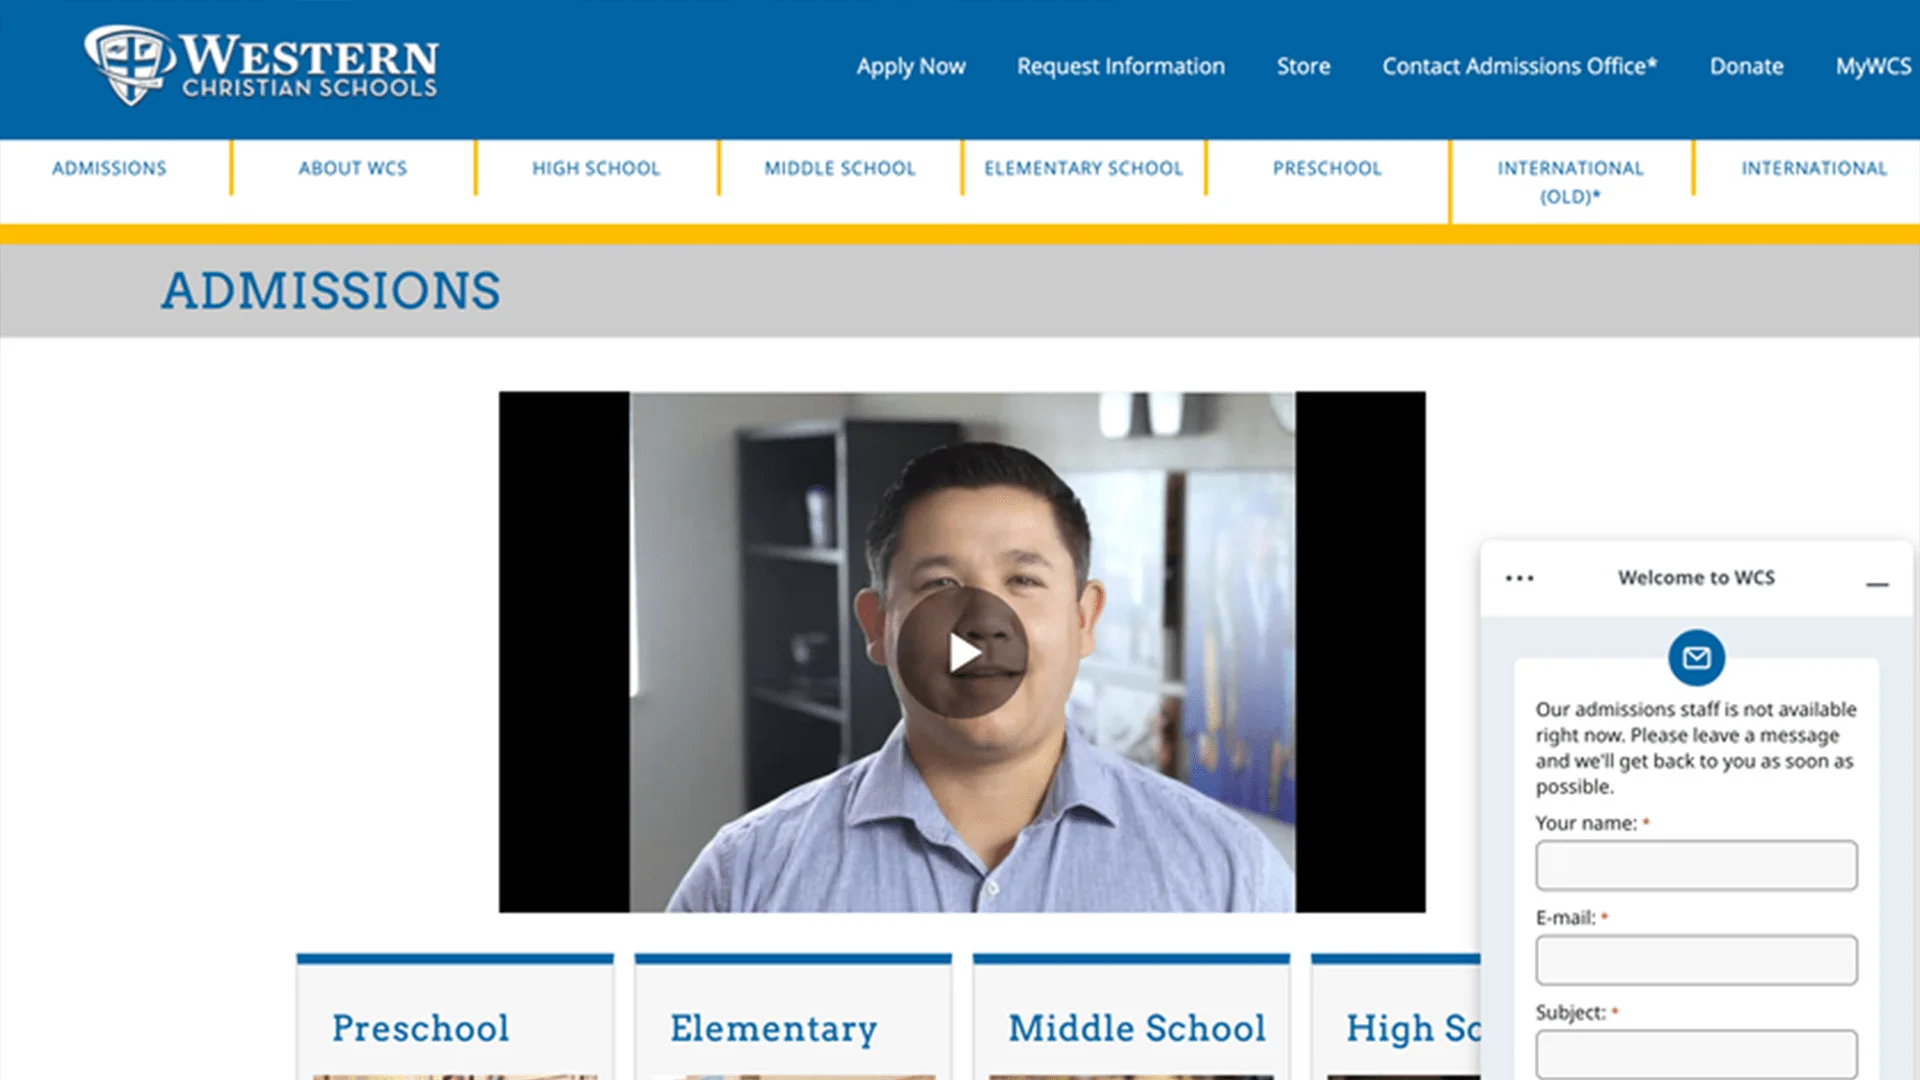 WESTERN
CHRISTIAN SCHOOLS
Apply Now
Request Information
Store
Contact Admissions Office*
Donate
MyWCS
ADMISSIONS
ABOUT WCS
HIGH SCHOOL
MIDDLE SCHOOL
ELEMENTARY SCHOOL
PRESCHOOL
INTERNATIONAL
(OLD)*
INTERNATIONAL
ADMISSIONS
Welcome to WCS
Our admissions staff is not available
right now. Please leave a message
and we'll get back to you as soon as
possible.
Your name: *
E-mail: *
Subject: *
Preschool
Elementary
Middle School
High Sc